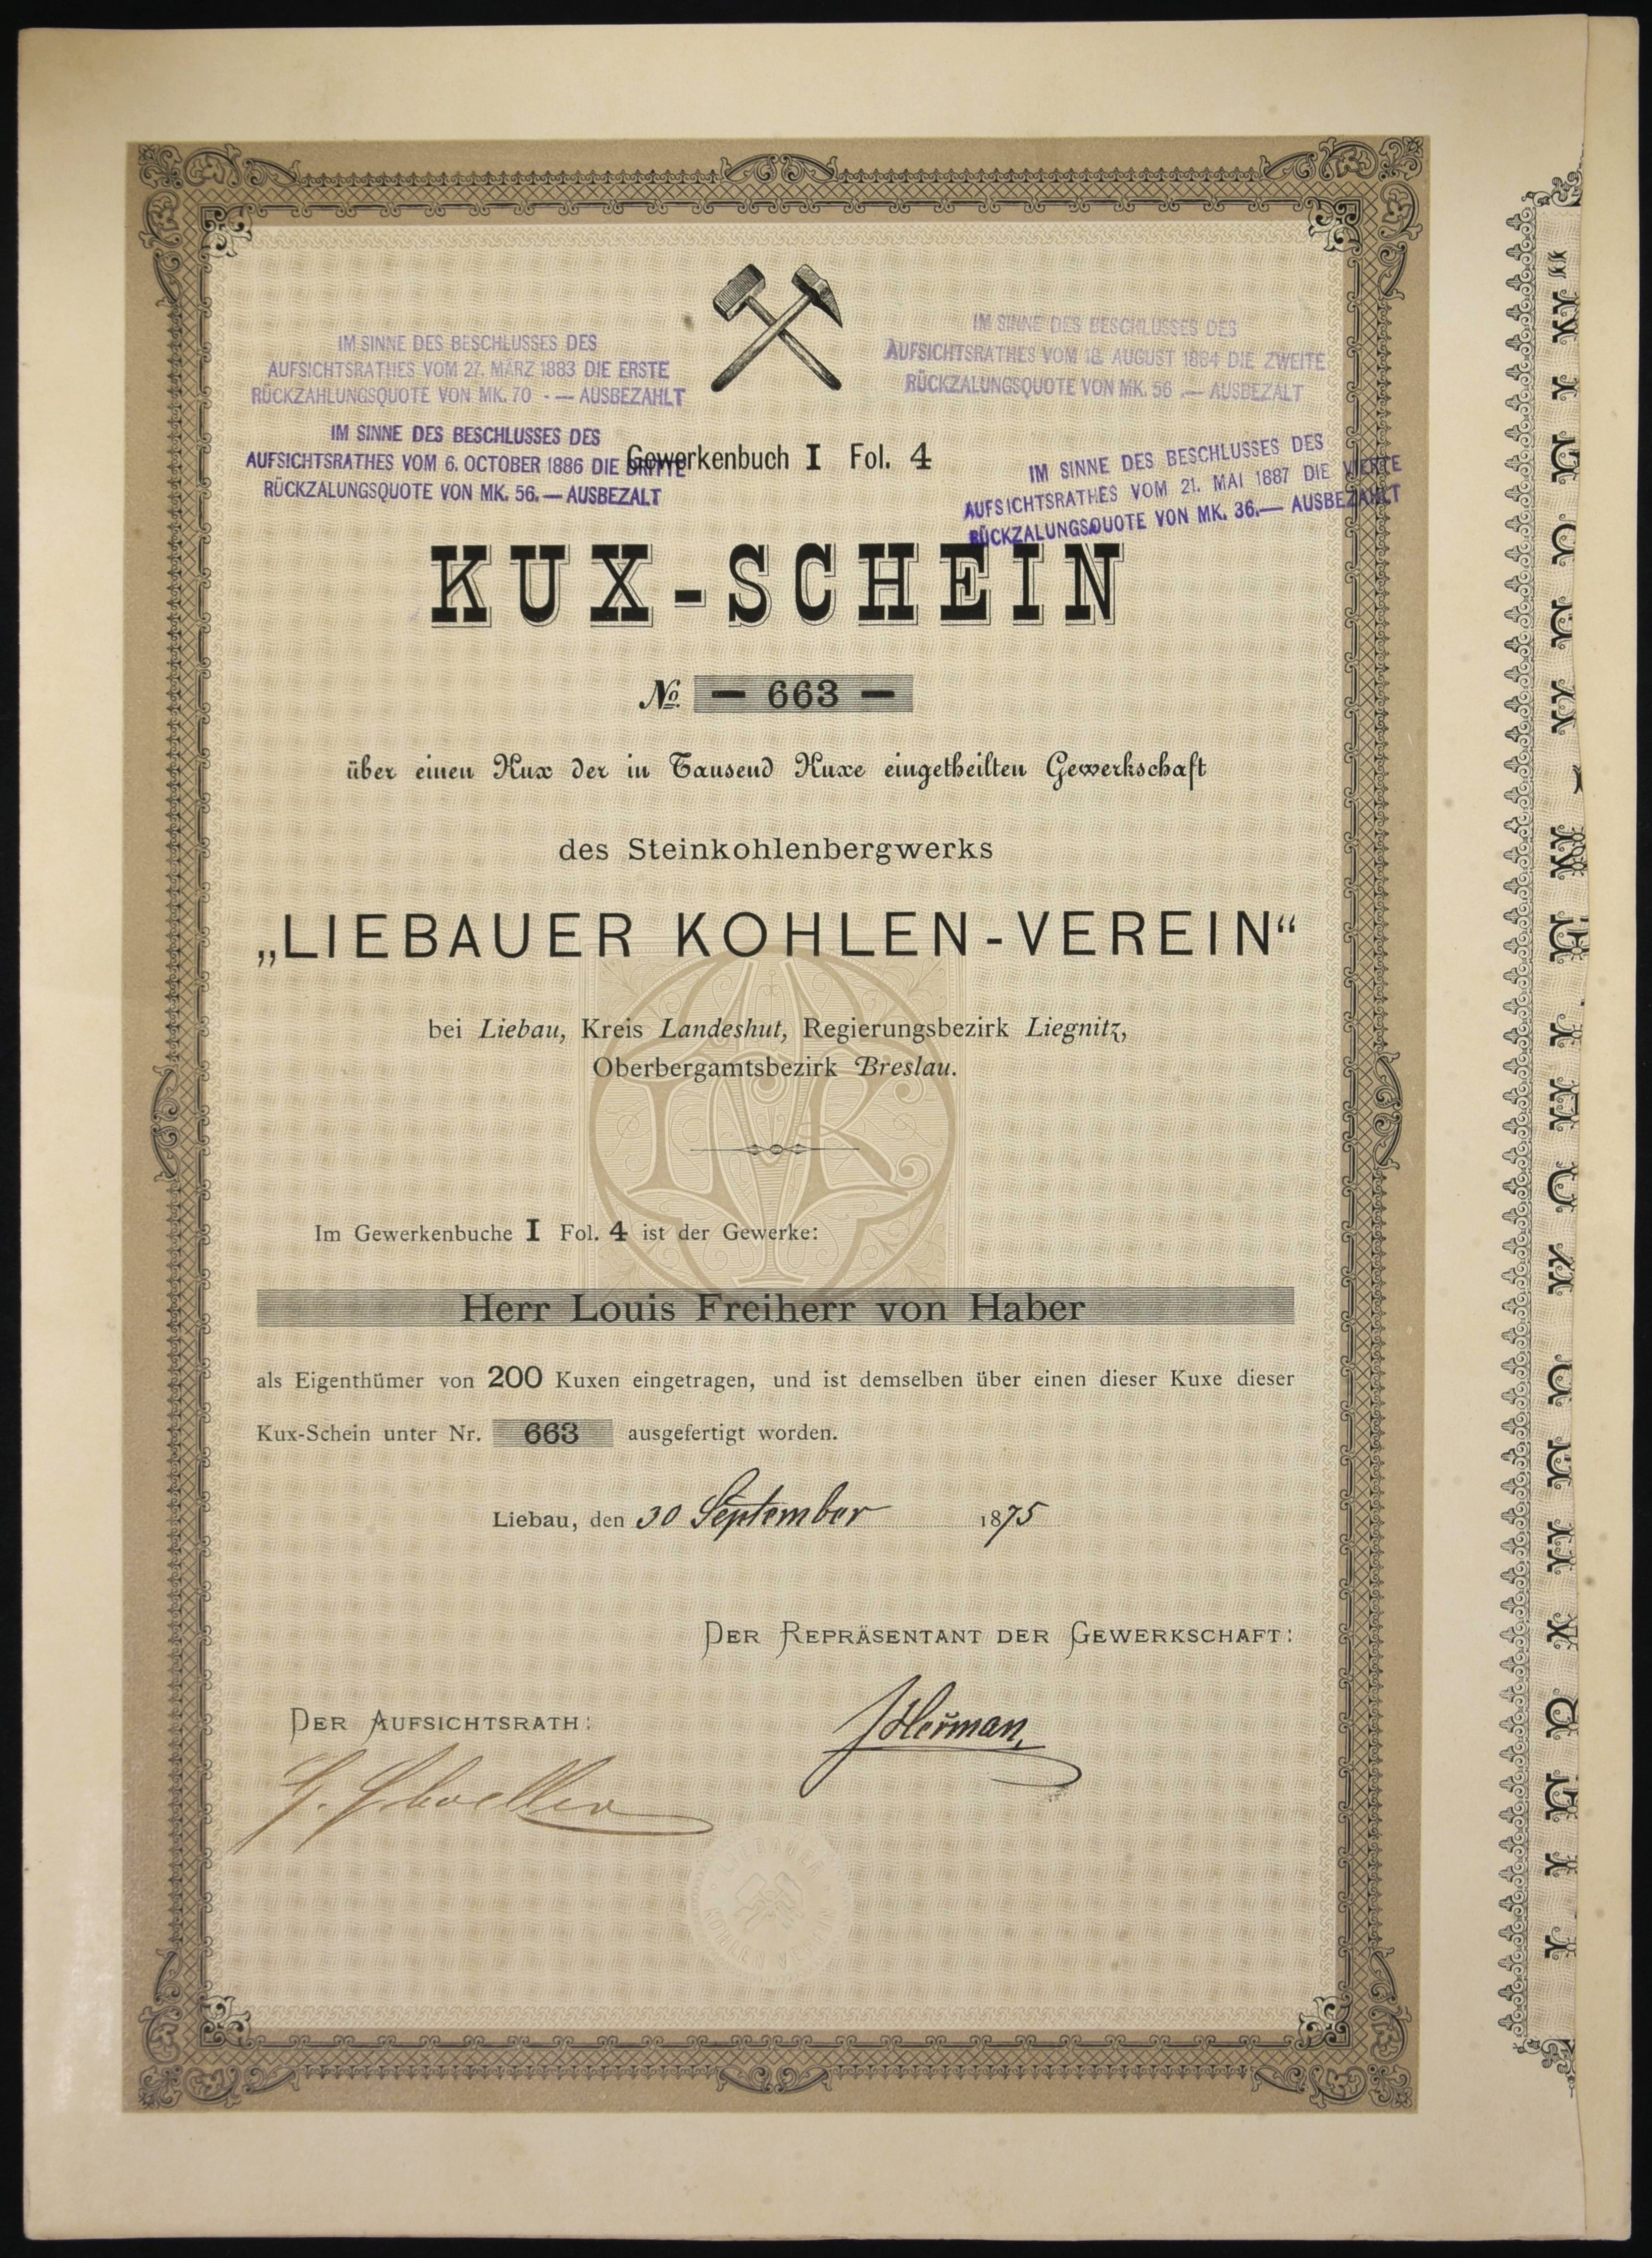 IM SINNE DES BESCHLUSSES DES
AUFSICHTSRATHES VOM 27. MÄRZ 1883 DIE ERSTE
RÜCKZAHLUNGSQUOTE VON MK. 70 .— AUSBEZAHLT
IM SINNE DES BESCHLUSSES DES
AUFSICHTSRATHES VOM 18. AUGUST 1884 DIE ZWEITE
RÜCKZALUNGSQUOTE VON MK. 56 .— AUSBEZALT
IM SINNE DES BESCHLUSSES DES
AUFSICHTSRATHES VOM 6. OCTOBER 1886 DIE DRITTE
RÜCKZALUNGSQUOTE VON MK. 56.— AUSBEZALT
Gewerkenbuch I Fol. 4
IM SINNE DES BESCHLUSSES DES
AUFSICHTSRATHES VOM 21. MAI 1887 DIE VIERTE
RÜCKZALUNGSQUOTE VON MK. 36.— AUSBEZAHLT
KUX-SCHEIN
No. — 663 —
über einen Kux der in Tausend Kuxe eingetheilten Gewerkschaft
des Steinkohlenbergwerks
„LIEBAUER KOHLEN-VEREIN“
bei Liebau, Kreis Landeshut, Regierungsbezirk Liegnitz,
Oberbergamtsbezirk Breslau.
Im Gewerkenbuche I Fol. 4 ist der Gewerke:
Herr Louis Freiherr von Haber
als Eigenthümer von 200 Kuxen eingetragen, und ist demselben über einen dieser Kuxe dieser
Kux-Schein unter Nr. 663 ausgefertigt worden.
Liebau, den 30 September 1875
DER REPRÄSENTANT DER GEWERKSCHAFT:
DER AUFSICHTSRATH:
KOHLEN